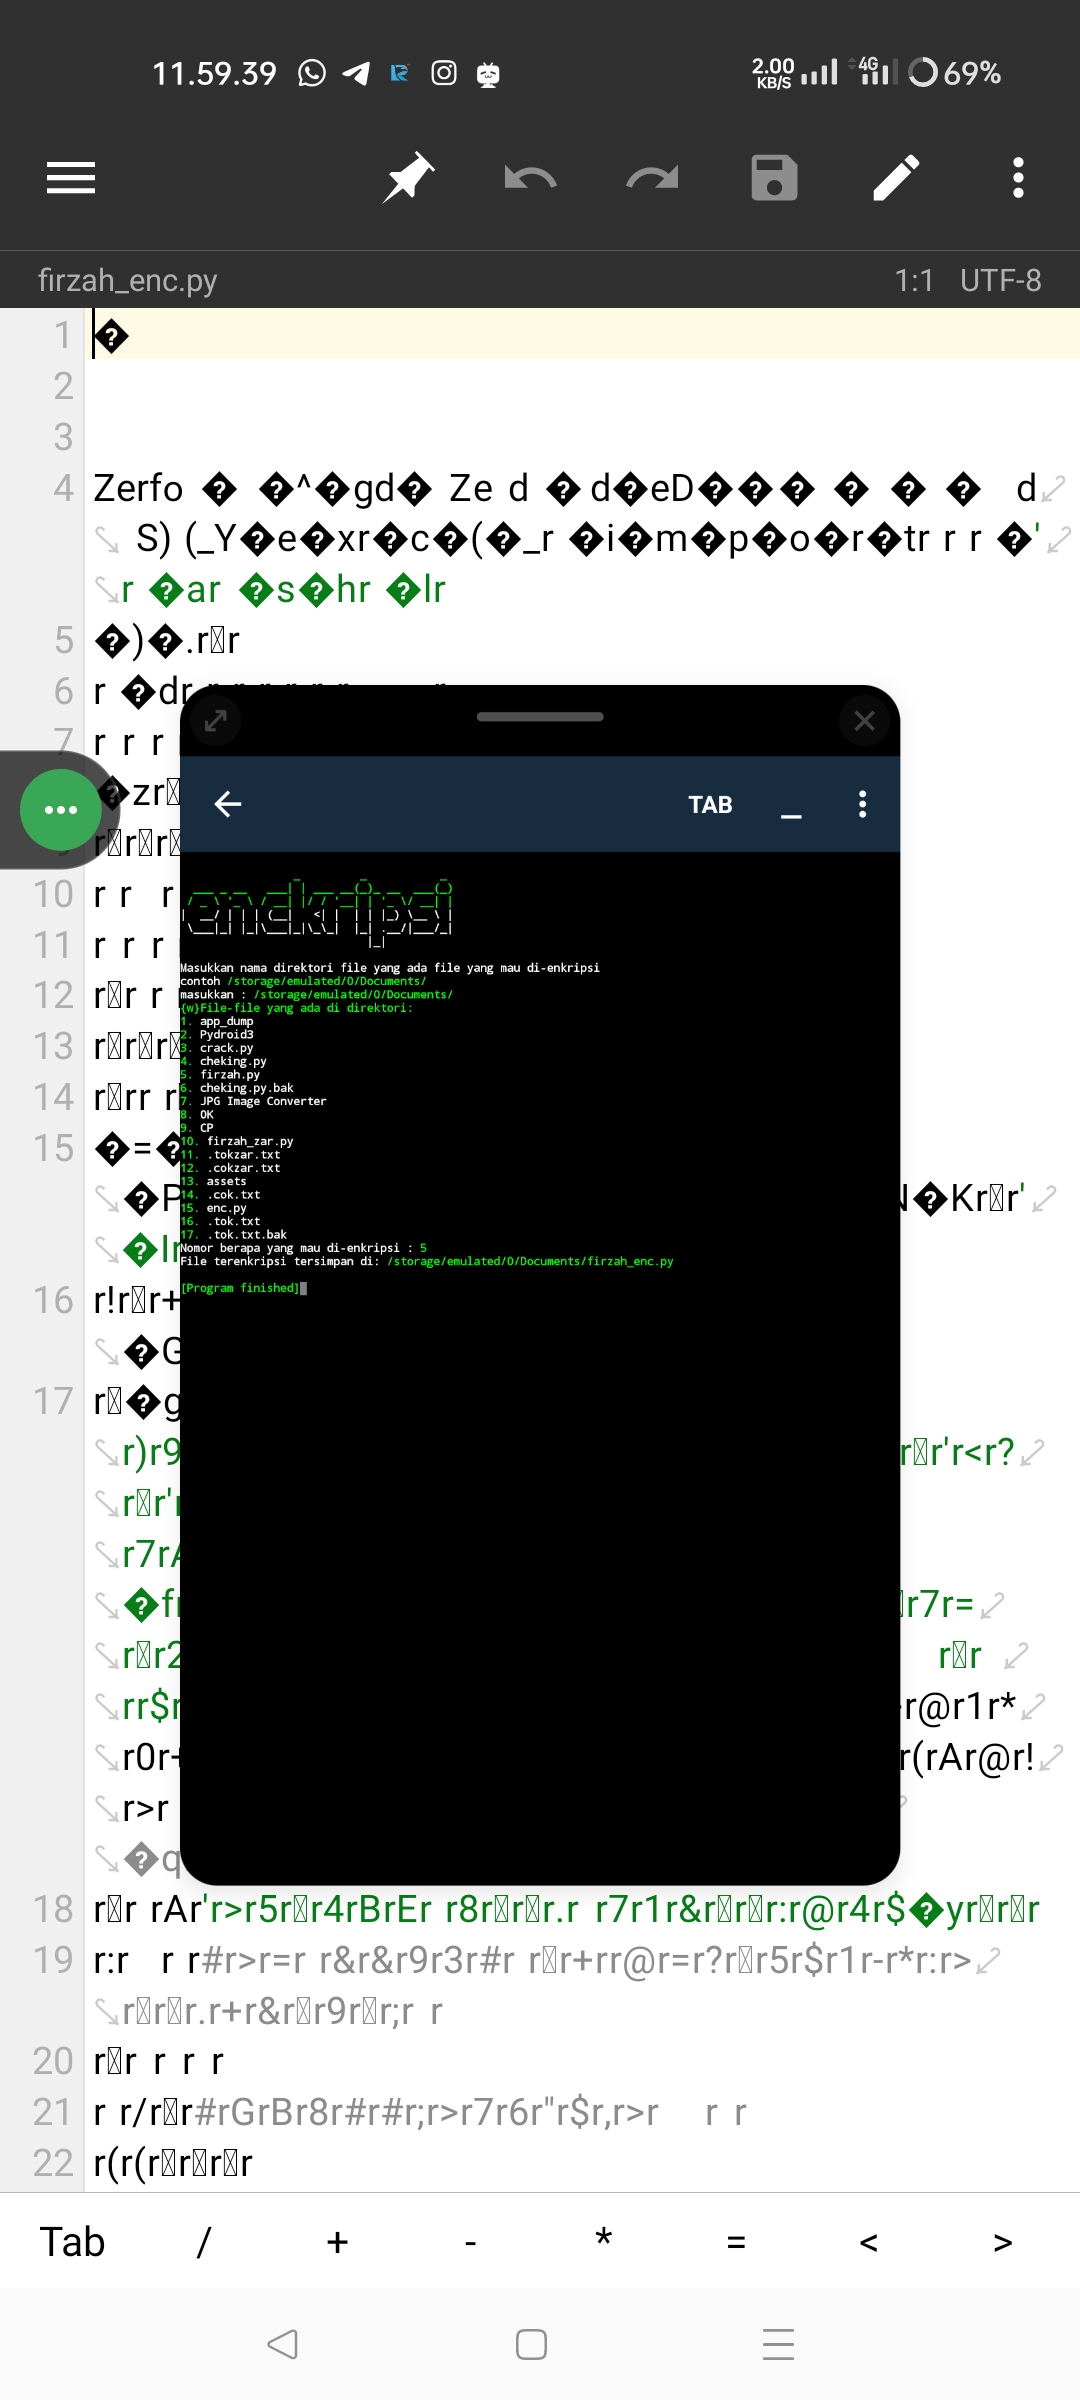 11.59.39 2.00 KB/S 4G 69%
firzah_enc.py 1:1 UTF-8
1 �
2
3
4 Zerfo � �^�gd� Ze d � d�eD��� � � � d
S) (_Y�e�xr�c�(�_r �i�m�p�o�r�tr r r �'
r �ar �s�hr �lr
5 �)�.r r
6 r �dr
7 r r r
�zr
9 r r r
10 r r r
11 r r r
12 r r r
13 r r r
14 r rr r
15 �=�
�P N�Kr r'
�lr
16 r!r r+
�G
17 r �g
r)r9 r r'r<r?
r r'
r7rA
�fr r7r=
r r2 r r
rr$r r@r1r*
r0r+ r(rAr@r!
r>r
�q
TAB _
enkripsi
Masukkan nama direktori file yang ada file yang mau di-enkripsi
contoh /storage/emulated/0/Documents/
masukkan : /storage/emulated/0/Documents/
{w}File-file yang ada di direktori:
1. app_dump
2. Pydroid3
3. crack.py
4. cheking.py
5. firzah.py
6. cheking.py.bak
7. JPG Image Converter
8. OK
9. CP
10. firzah_zar.py
11. .tokzar.txt
12. .cokzar.txt
13. assets
14. .cok.txt
15. enc.py
16. .tok.txt
17. .tok.txt.bak
Nomor berapa yang mau di-enkripsi : 5
File terenkripsi tersimpan di: /storage/emulated/0/Documents/firzah_enc.py
[Program finished]
18 r r rAr'r>r5r r4rBrEr r8r r r.r r7r1r&r r r:r@r4r$�yr r r
19 r:r r r#r>r=r r&r&r9r3r#r r r+rr@r=r?r r5r$r1r-r*r:r>
r r r.r+r&r r9r r;r r
20 r r r r r
21 r r/r r#rGrBr8r#r#r;r>r7r6r"r$r,r>r r r
22 r(r(r r r r r
Tab / + - * = < >